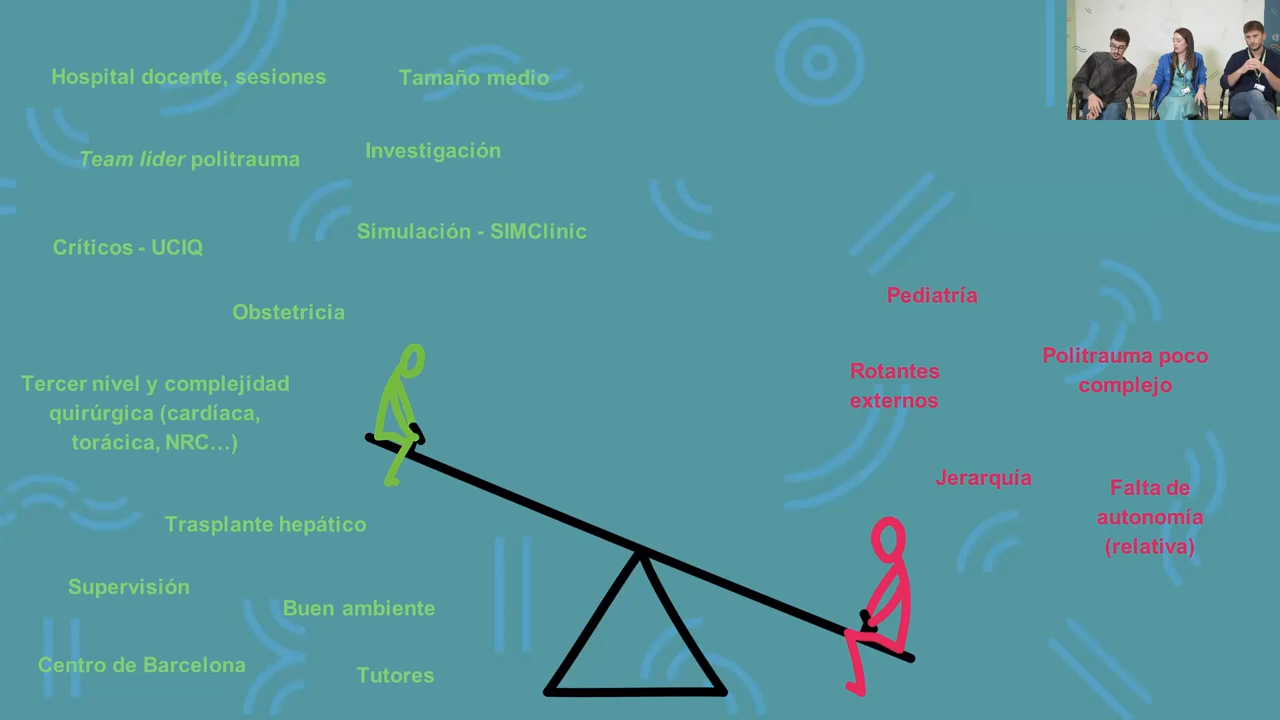 Hospital docente, sesiones
Tamaño medio
Team lider politrauma
Investigación
Críticos - UCIQ
Simulación - SIMClinic
Obstetricia
Tercer nivel y complejidad
quirúrgica (cardíaca,
torácica, NRC...)
Trasplante hepático
Supervisión
Buen ambiente
Centro de Barcelona
Tutores
Pediatría
Rotantes
externos
Politrauma poco
complejo
Jerarquía
Falta de
autonomía
(relativa)